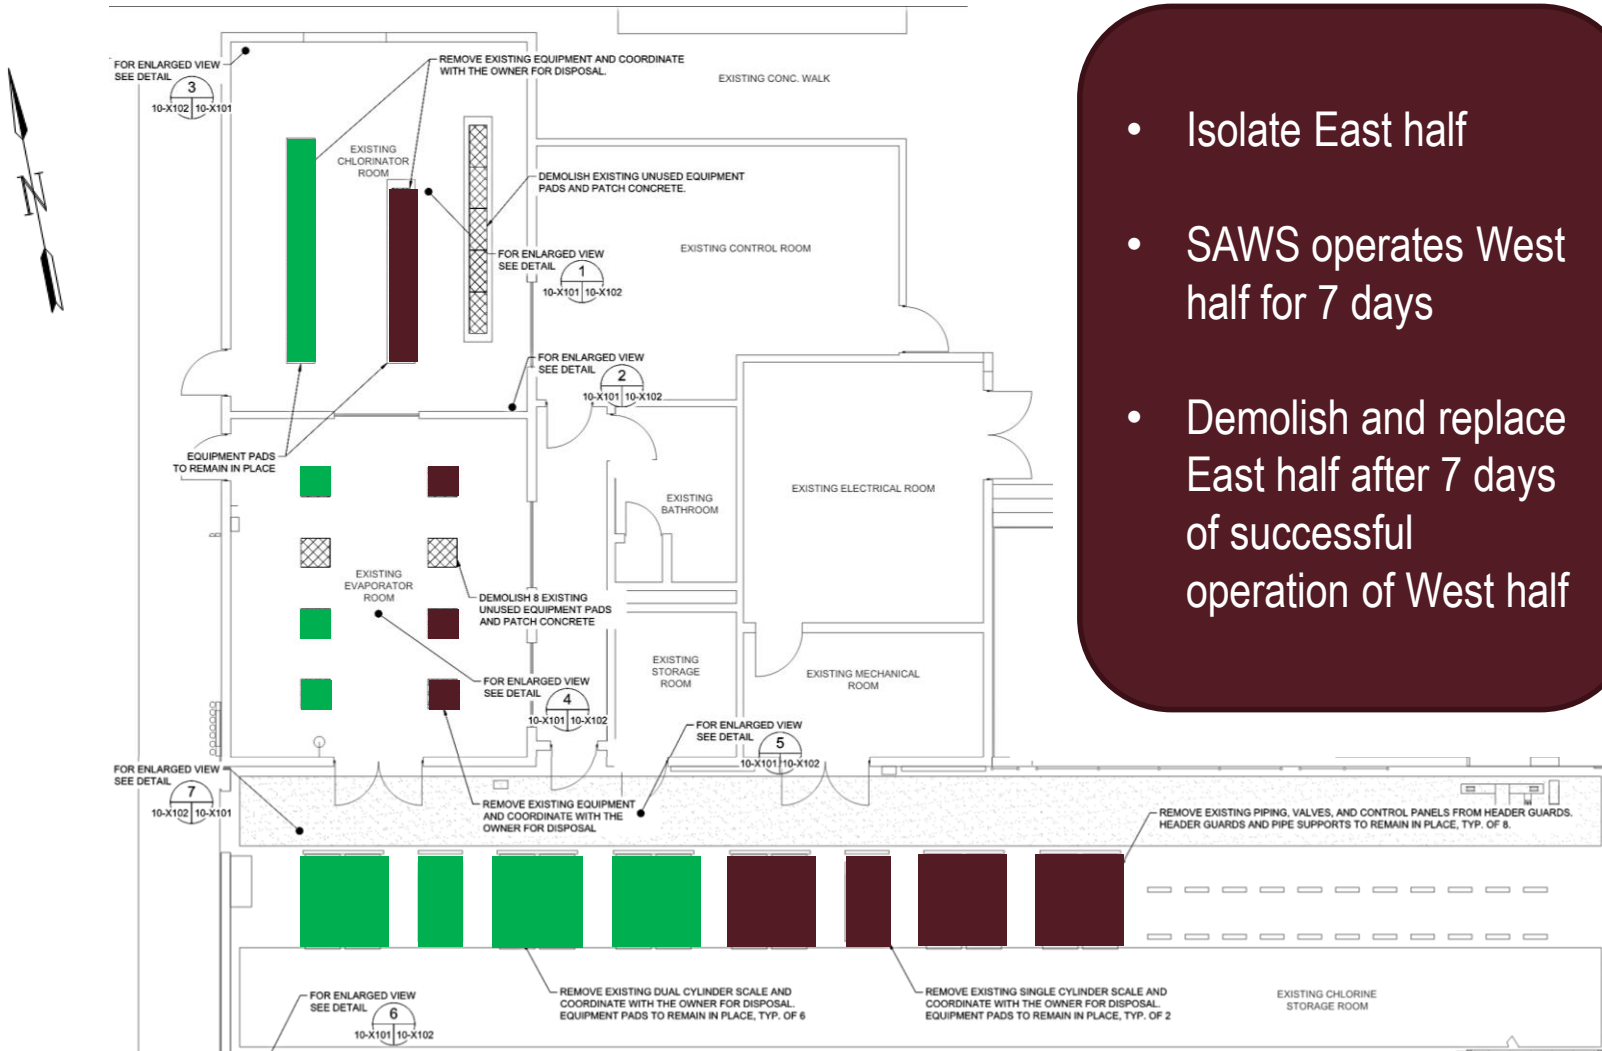 FOR ENLARGED VIEW
SEE DETAIL
3
10-X102 10-X101
REMOVE EXISTING EQUIPMENT AND COORDINATE
WITH THE OWNER FOR DISPOSAL.
EXISTING CONC. WALK
N
EXISTING
CHLORINATOR
ROOM
DEMOLISH EXISTING UNUSED EQUIPMENT
PADS AND PATCH CONCRETE.
FOR ENLARGED VIEW
SEE DETAIL
1
10-X101 10-X102
EXISTING CONTROL ROOM
FOR ENLARGED VIEW
SEE DETAIL
2
10-X101 10-X102
EQUIPMENT PADS
TO REMAIN IN PLACE
EXISTING
BATHROOM
EXISTING ELECTRICAL ROOM
EXISTING
EVAPORATOR
ROOM
DEMOLISH 8 EXISTING
UNUSED EQUIPMENT PADS
AND PATCH CONCRETE
EXISTING
STORAGE
ROOM
EXISTING MECHANICAL
ROOM
FOR ENLARGED VIEW
SEE DETAIL
4
10-X101 10-X102
FOR ENLARGED VIEW
SEE DETAIL
5
10-X101 10-X102
FOR ENLARGED VIEW
SEE DETAIL
7
10-X102 10-X101
REMOVE EXISTING EQUIPMENT
AND COORDINATE WITH THE
OWNER FOR DISPOSAL
REMOVE EXISTING PIPING, VALVES, AND CONTROL PANELS FROM HEADER GUARDS.
HEADER GUARDS AND PIPE SUPPORTS TO REMAIN IN PLACE, TYP. OF 8.
FOR ENLARGED VIEW
SEE DETAIL
6
10-X101 10-X102
REMOVE EXISTING DUAL CYLINDER SCALE AND
COORDINATE WITH THE OWNER FOR DISPOSAL.
EQUIPMENT PADS TO REMAIN IN PLACE, TYP. OF 6
REMOVE EXISTING SINGLE CYLINDER SCALE AND
COORDINATE WITH THE OWNER FOR DISPOSAL.
EQUIPMENT PADS TO REMAIN IN PLACE, TYP. OF 2
EXISTING CHLORINE
STORAGE ROOM
• Isolate East half
• SAWS operates West
half for 7 days
• Demolish and replace
East half after 7 days
of successful
operation of West half